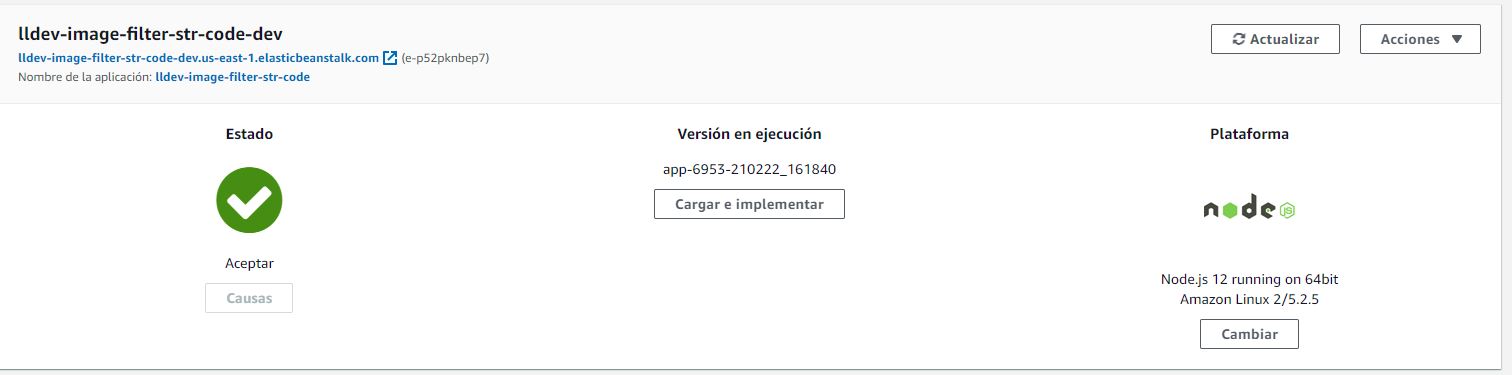 lldev-image-filter-str-code-dev
lldev-image-filter-str-code-dev.us-east-1.elasticbeanstalk.com (e-p52pknbep7)
Nombre de la aplicación: lldev-image-filter-str-code
Actualizar
Acciones
Estado
Aceptar
Causas
Versión en ejecución
app-6953-210222_161840
Cargar e implementar
Plataforma
node JS
Node.js 12 running on 64bit
Amazon Linux 2/5.2.5
Cambiar